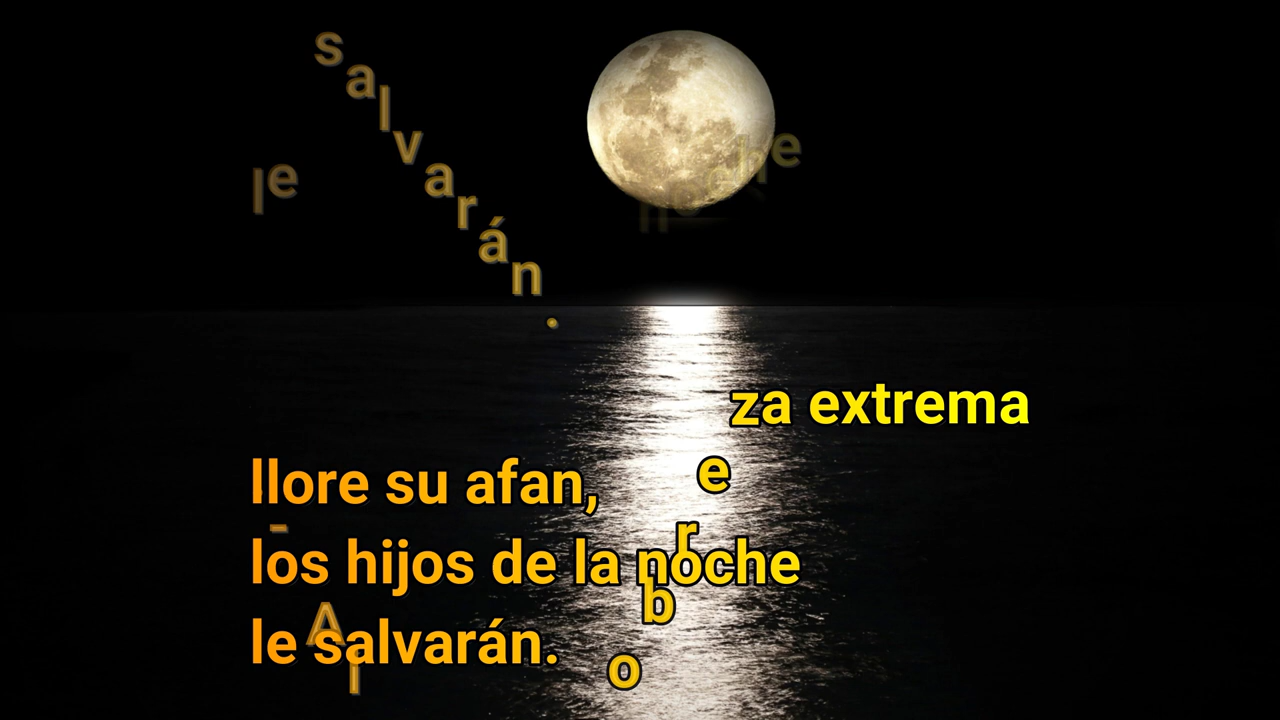 salvarán.
le
noche
za extrema
e
llore su afan,
r
los hijos de la noche
b
le salvarán.
o